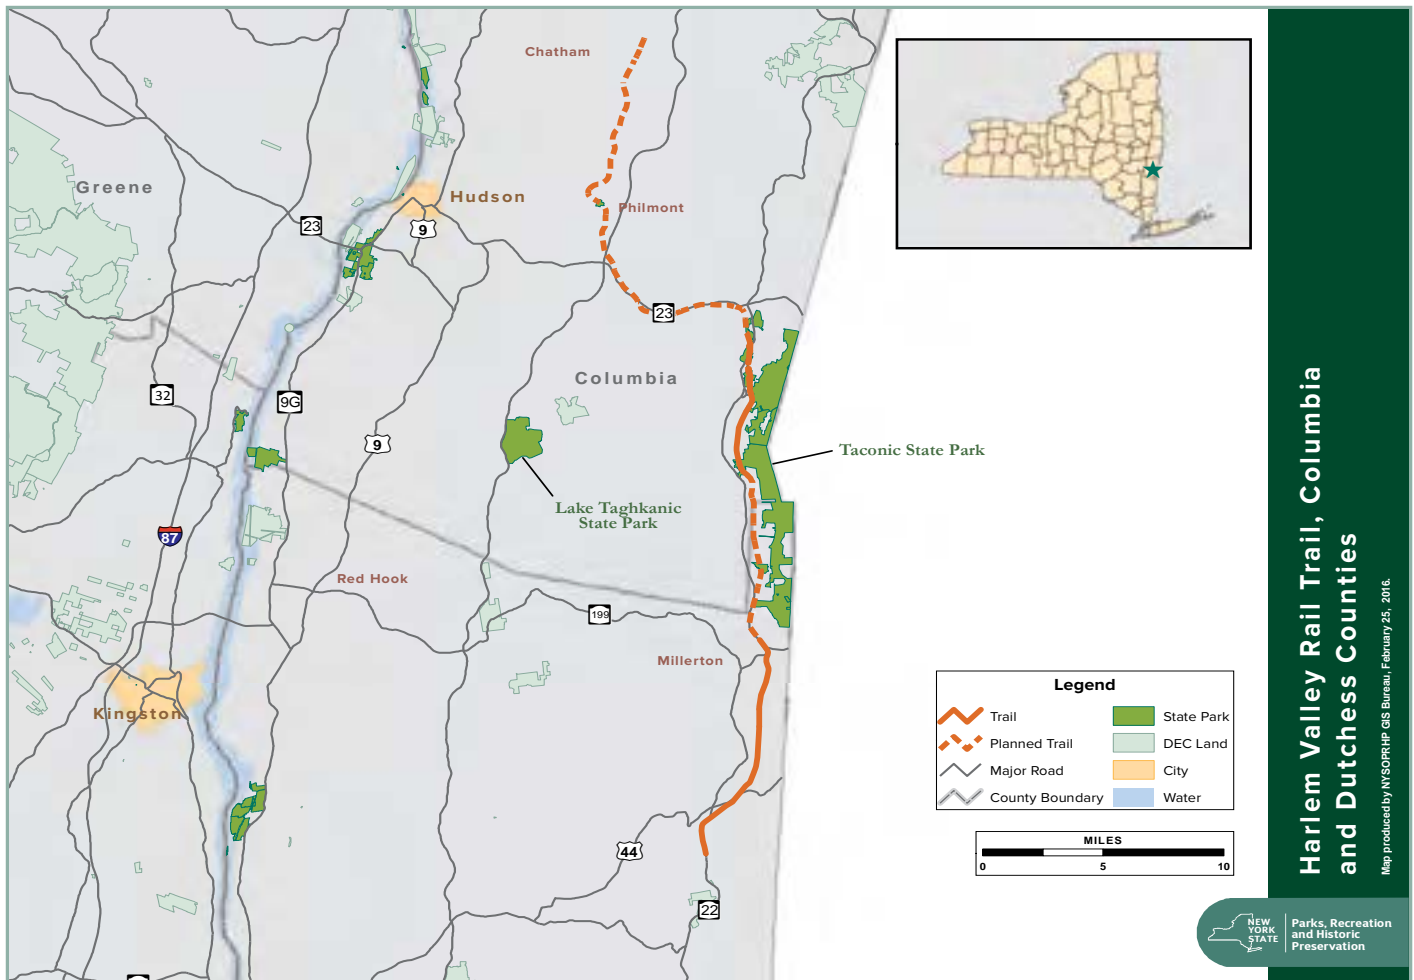 Chatham
Greene
Hudson
23
9
Philmont
23
Columbia
32
9G
9
Taconic State Park
Lake Taghkanic
State Park
87
Red Hook
199
Millerton
Kingston
44
22
Legend
Trail
Planned Trail
Major Road
County Boundary
State Park
DEC Land
City
Water
MILES
0 5 10
Harlem Valley Rail Trail, Columbia
and Dutchess Counties
Map produced by NYSOPRHP GIS Bureau, February 25, 2016.
NEW
YORK
STATE
Parks, Recreation
and Historic
Preservation